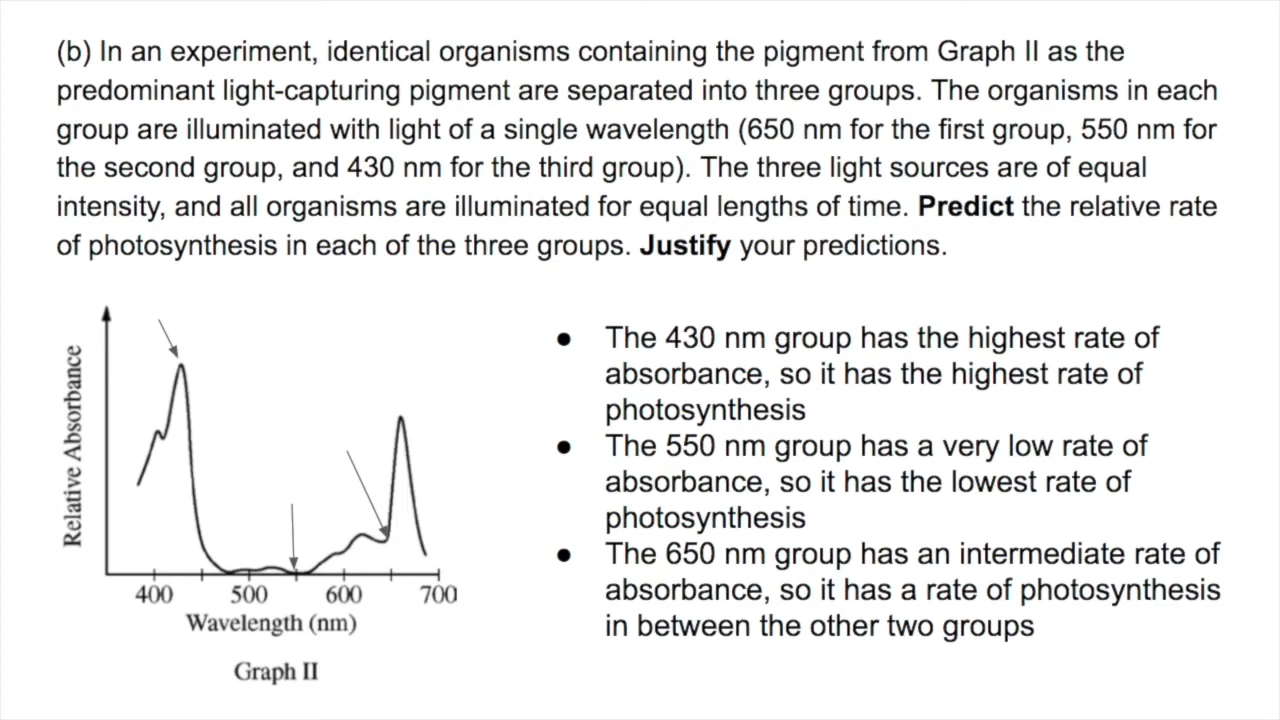 (b) In an experiment, identical organisms containing the pigment from Graph II as the
predominant light-capturing pigment are separated into three groups. The organisms in each
group are illuminated with light of a single wavelength (650 nm for the first group, 550 nm for
the second group, and 430 nm for the third group). The three light sources are of equal
intensity, and all organisms are illuminated for equal lengths of time. Predict the relative rate
of photosynthesis in each of the three groups. Justify your predictions.
Relative Absorbance
400 500 600 700
Wavelength (nm)
Graph II
● The 430 nm group has the highest rate of
absorbance, so it has the highest rate of
photosynthesis
● The 550 nm group has a very low rate of
absorbance, so it has the lowest rate of
photosynthesis
● The 650 nm group has an intermediate rate of
absorbance, so it has a rate of photosynthesis
in between the other two groups